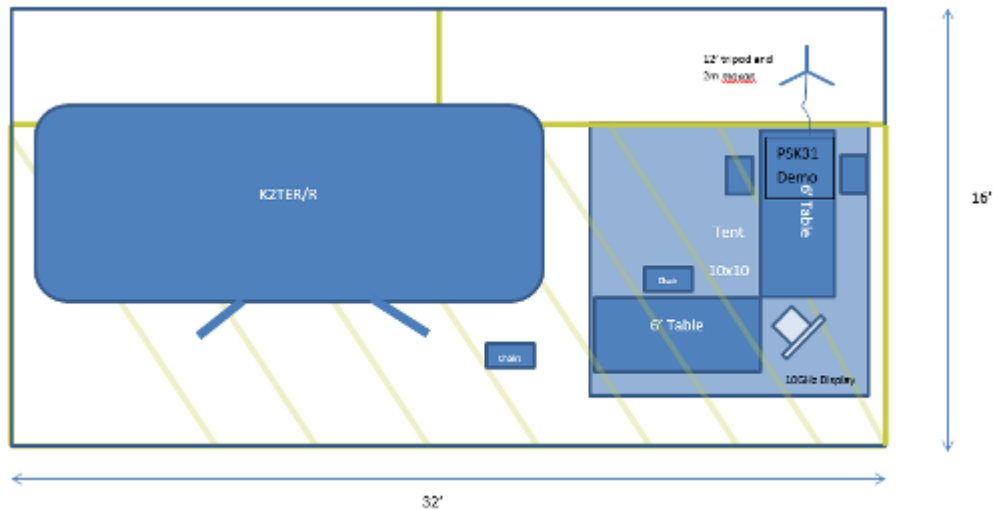 12' tripod and
2m
PSK31
Demo
K2TER/R
6' Table
Tent
10x10
Chair
6' Table
chair
10GHz Display
16'
32'